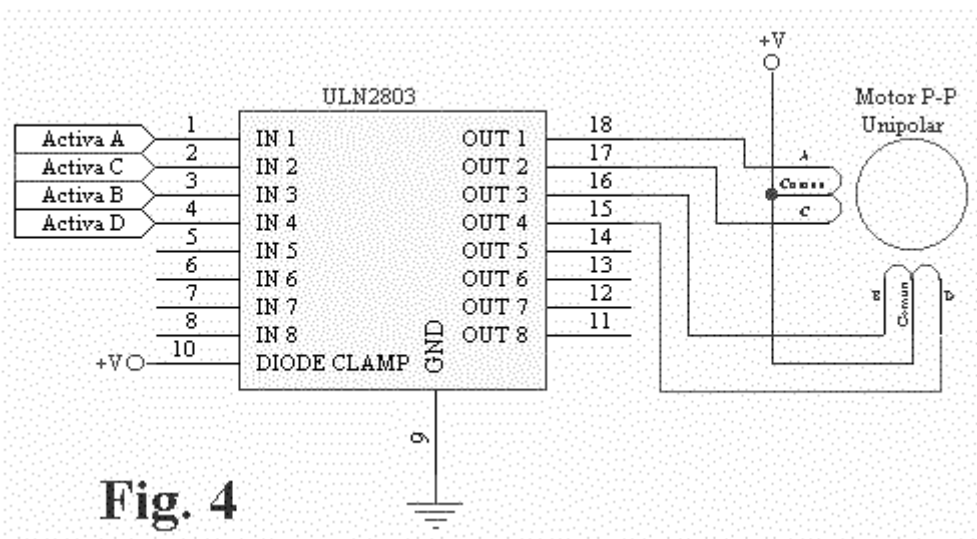 +V
ULN2803
Motor P-P
Unipolar
Activa A
1
IN 1
OUT 1
18
Activa C
2
IN 2
OUT 2
17
Activa B
3
IN 3
OUT 3
16
Activa D
4
IN 4
OUT 4
15
5
IN 5
OUT 5
14
6
IN 6
OUT 6
13
7
IN 7
OUT 7
12
8
IN 8
OUT 8
11
+V
10
DIODE CLAMP
GND
9
A
Comun
C
B
Comun
D
Fig. 4